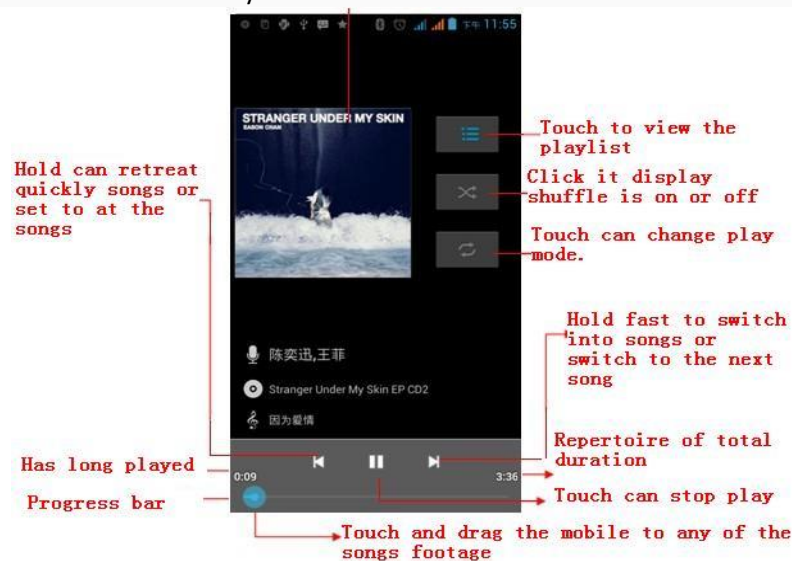 下午 11:55
STRANGER UNDER MY SKIN
EASON CHAN
Touch to view the
playlist
Click it display
shuffle is on or off
Touch can change play
mode.
Hold can retreat
quickly songs or
set to at the
songs
Hold fast to switch
into songs or
switch to the next
song
陈奕迅,王菲
Stranger Under My Skin EP CD2
因为爱情
Repertoire of total
duration
Has long played
0:09
3:36
Progress bar
Touch can stop play
Touch and drag the mobile to any of the
songs footage